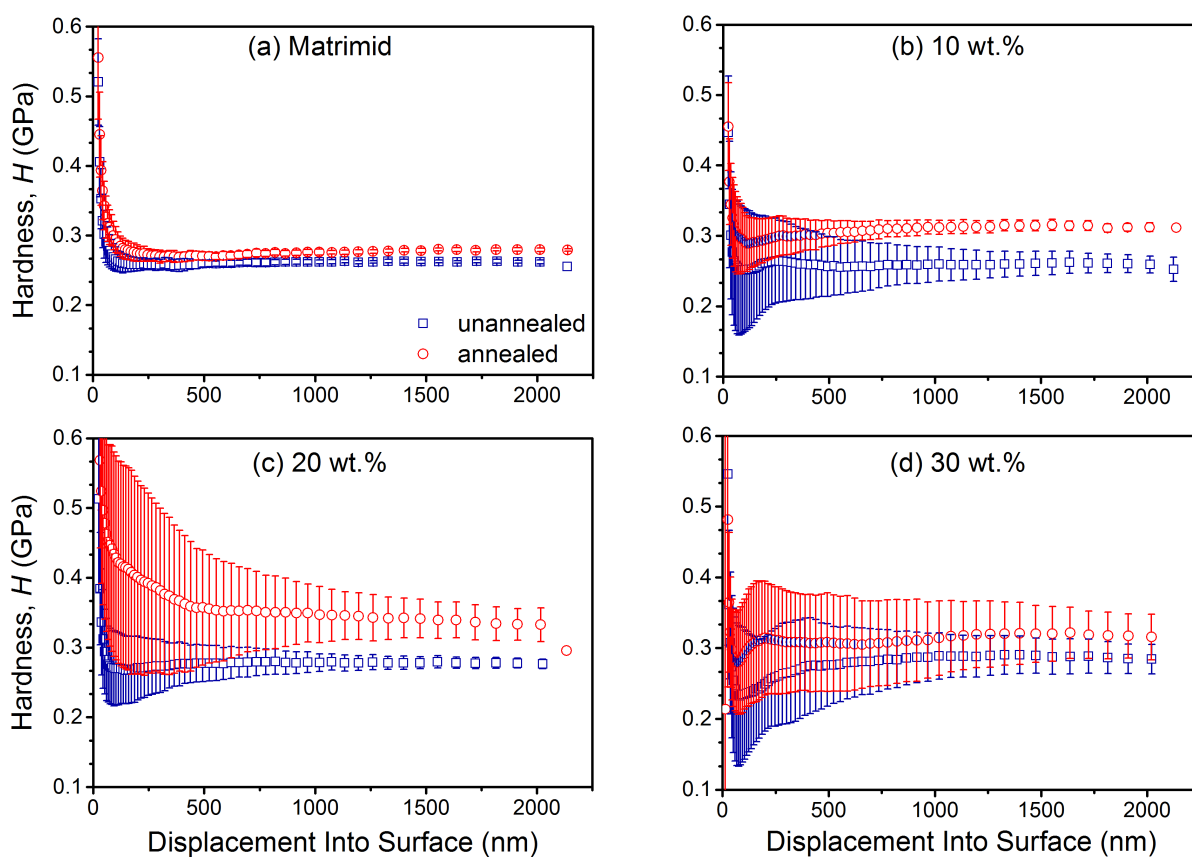 (a) Matrimid
(b) 10 wt.%
Hardness, H (GPa)
0.6
0.5
0.4
0.3
0.2
0.1
unannealed
annealed
0 500 1000 1500 2000
0.6
0.5
0.4
0.3
0.2
0.1
0 500 1000 1500 2000
(c) 20 wt.%
(d) 30 wt.%
Hardness, H (GPa)
0.6
0.5
0.4
0.3
0.2
0.1
0 500 1000 1500 2000
Displacement Into Surface (nm)
0.6
0.5
0.4
0.3
0.2
0.1
0 500 1000 1500 2000
Displacement Into Surface (nm)